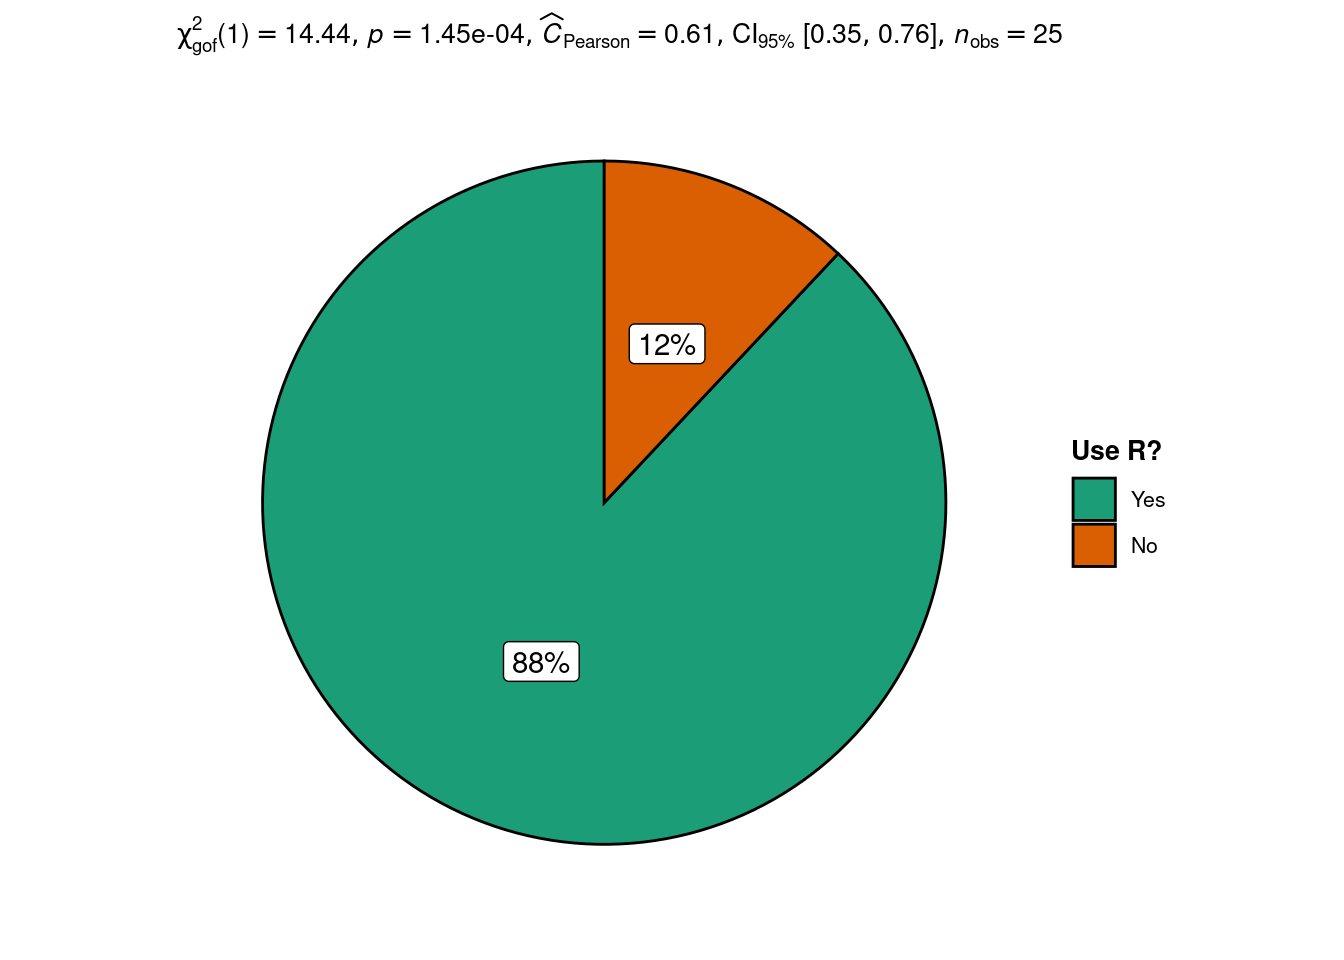 χ²gof(1) = 14.44, p = 1.45e-04, ĈPearson = 0.61, CI95% [0.35, 0.76], nobs = 25
12%
88%
Use R?
Yes
No